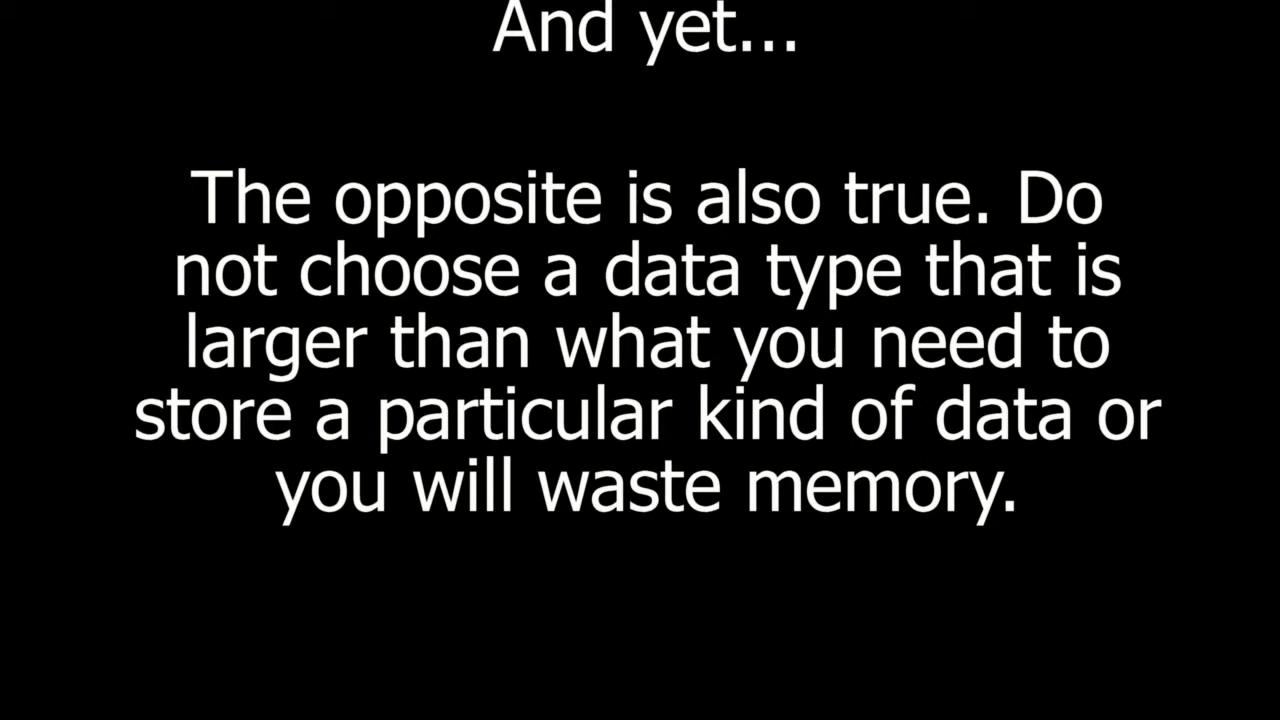 And yet...
The opposite is also true. Do
not choose a data type that is
larger than what you need to
store a particular kind of data or
you will waste memory.